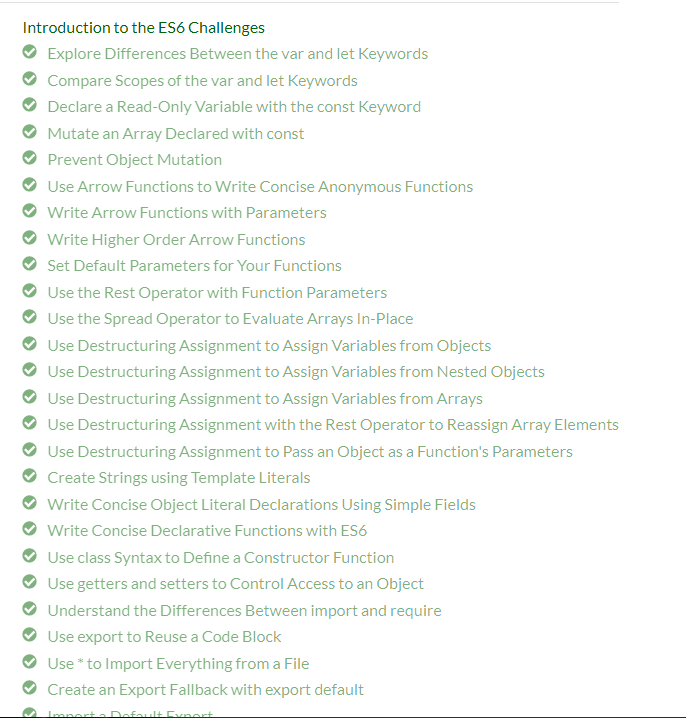 Introduction to the ES6 Challenges
Explore Differences Between the var and let Keywords
Compare Scopes of the var and let Keywords
Declare a Read-Only Variable with the const Keyword
Mutate an Array Declared with const
Prevent Object Mutation
Use Arrow Functions to Write Concise Anonymous Functions
Write Arrow Functions with Parameters
Write Higher Order Arrow Functions
Set Default Parameters for Your Functions
Use the Rest Operator with Function Parameters
Use the Spread Operator to Evaluate Arrays In-Place
Use Destructuring Assignment to Assign Variables from Objects
Use Destructuring Assignment to Assign Variables from Nested Objects
Use Destructuring Assignment to Assign Variables from Arrays
Use Destructuring Assignment with the Rest Operator to Reassign Array Elements
Use Destructuring Assignment to Pass an Object as a Function's Parameters
Create Strings using Template Literals
Write Concise Object Literal Declarations Using Simple Fields
Write Concise Declarative Functions with ES6
Use class Syntax to Define a Constructor Function
Use getters and setters to Control Access to an Object
Understand the Differences Between import and require
Use export to Reuse a Code Block
Use * to Import Everything from a File
Create an Export Fallback with export default
Import a Default Export